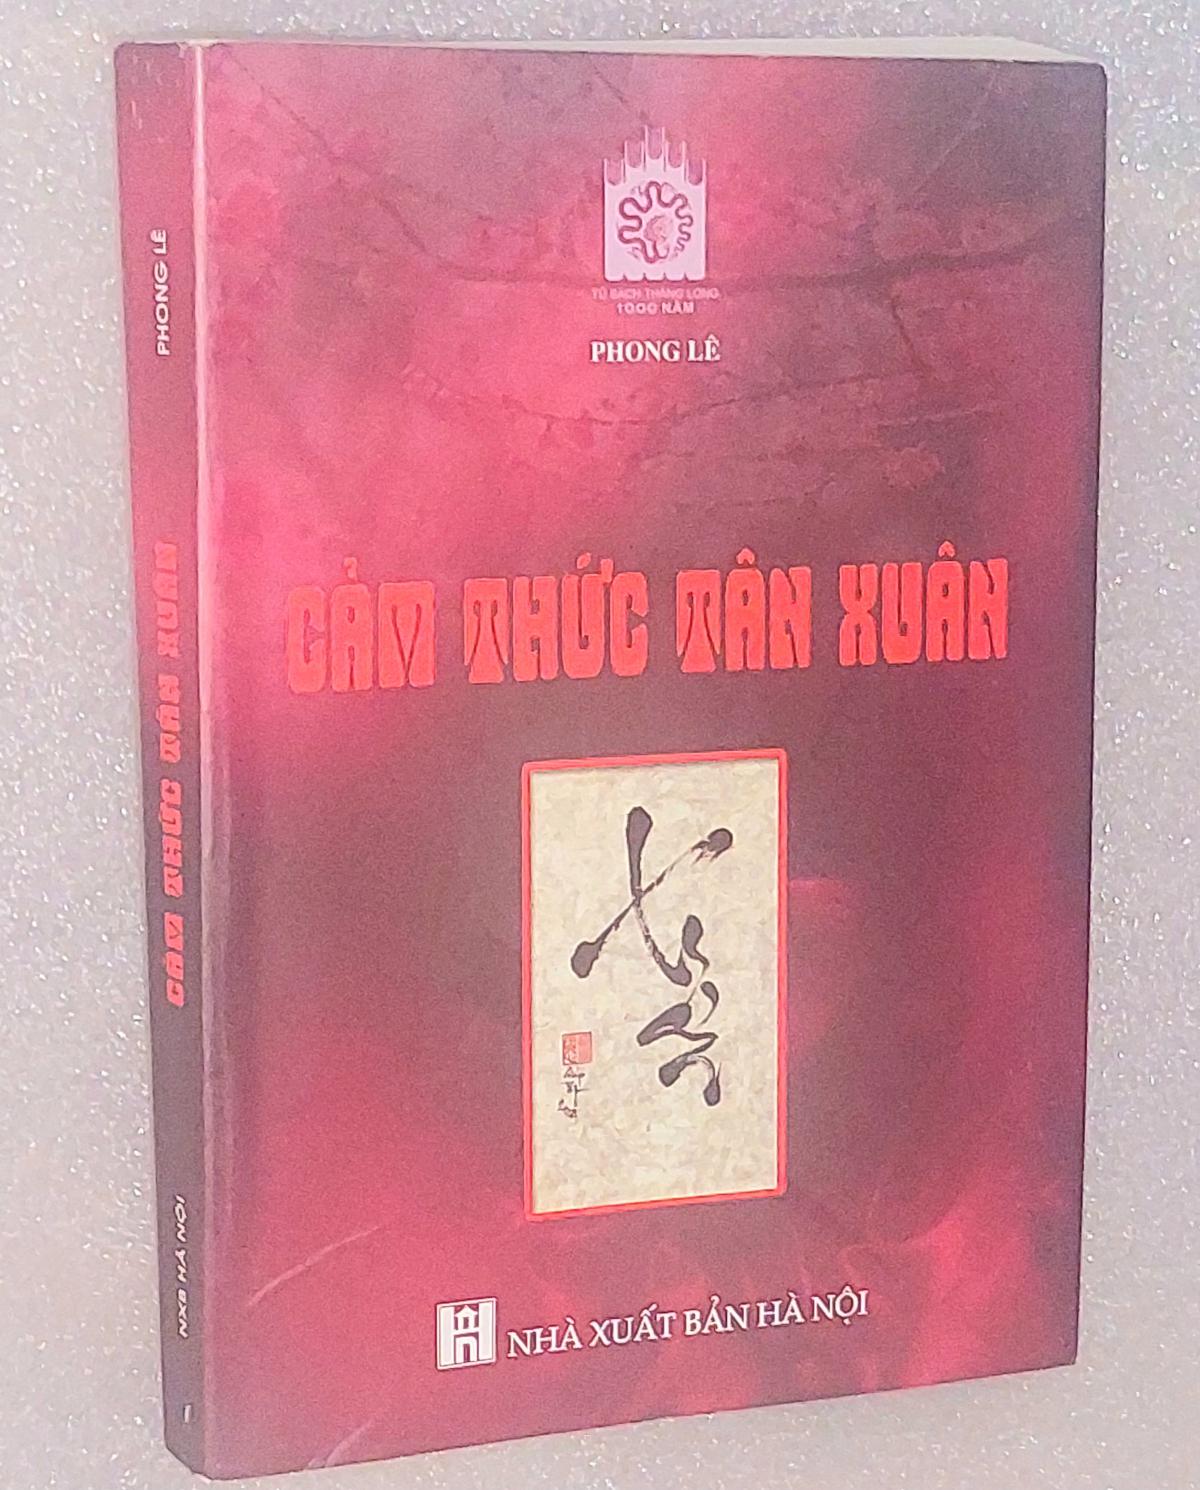 TỦ SÁCH THĂNG LONG
1000 NĂM
PHONG LÊ
CẢM THỨC TÂN XUÂN
Xuân
NHÀ XUẤT BẢN HÀ NỘI
PHONG LÊ
CẢM THỨC TÂN XUÂN
NXB HÀ NỘI